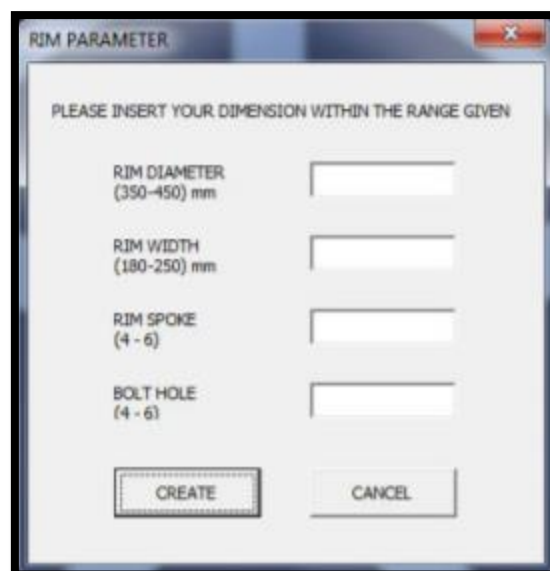 RIM PARAMETER
PLEASE INSERT YOUR DIMENSION WITHIN THE RANGE GIVEN
RIM DIAMETER
(350-450) mm
RIM WIDTH
(180-250) mm
RIM SPOKE
(4 - 6)
BOLT HOLE
(4 - 6)
CREATE
CANCEL